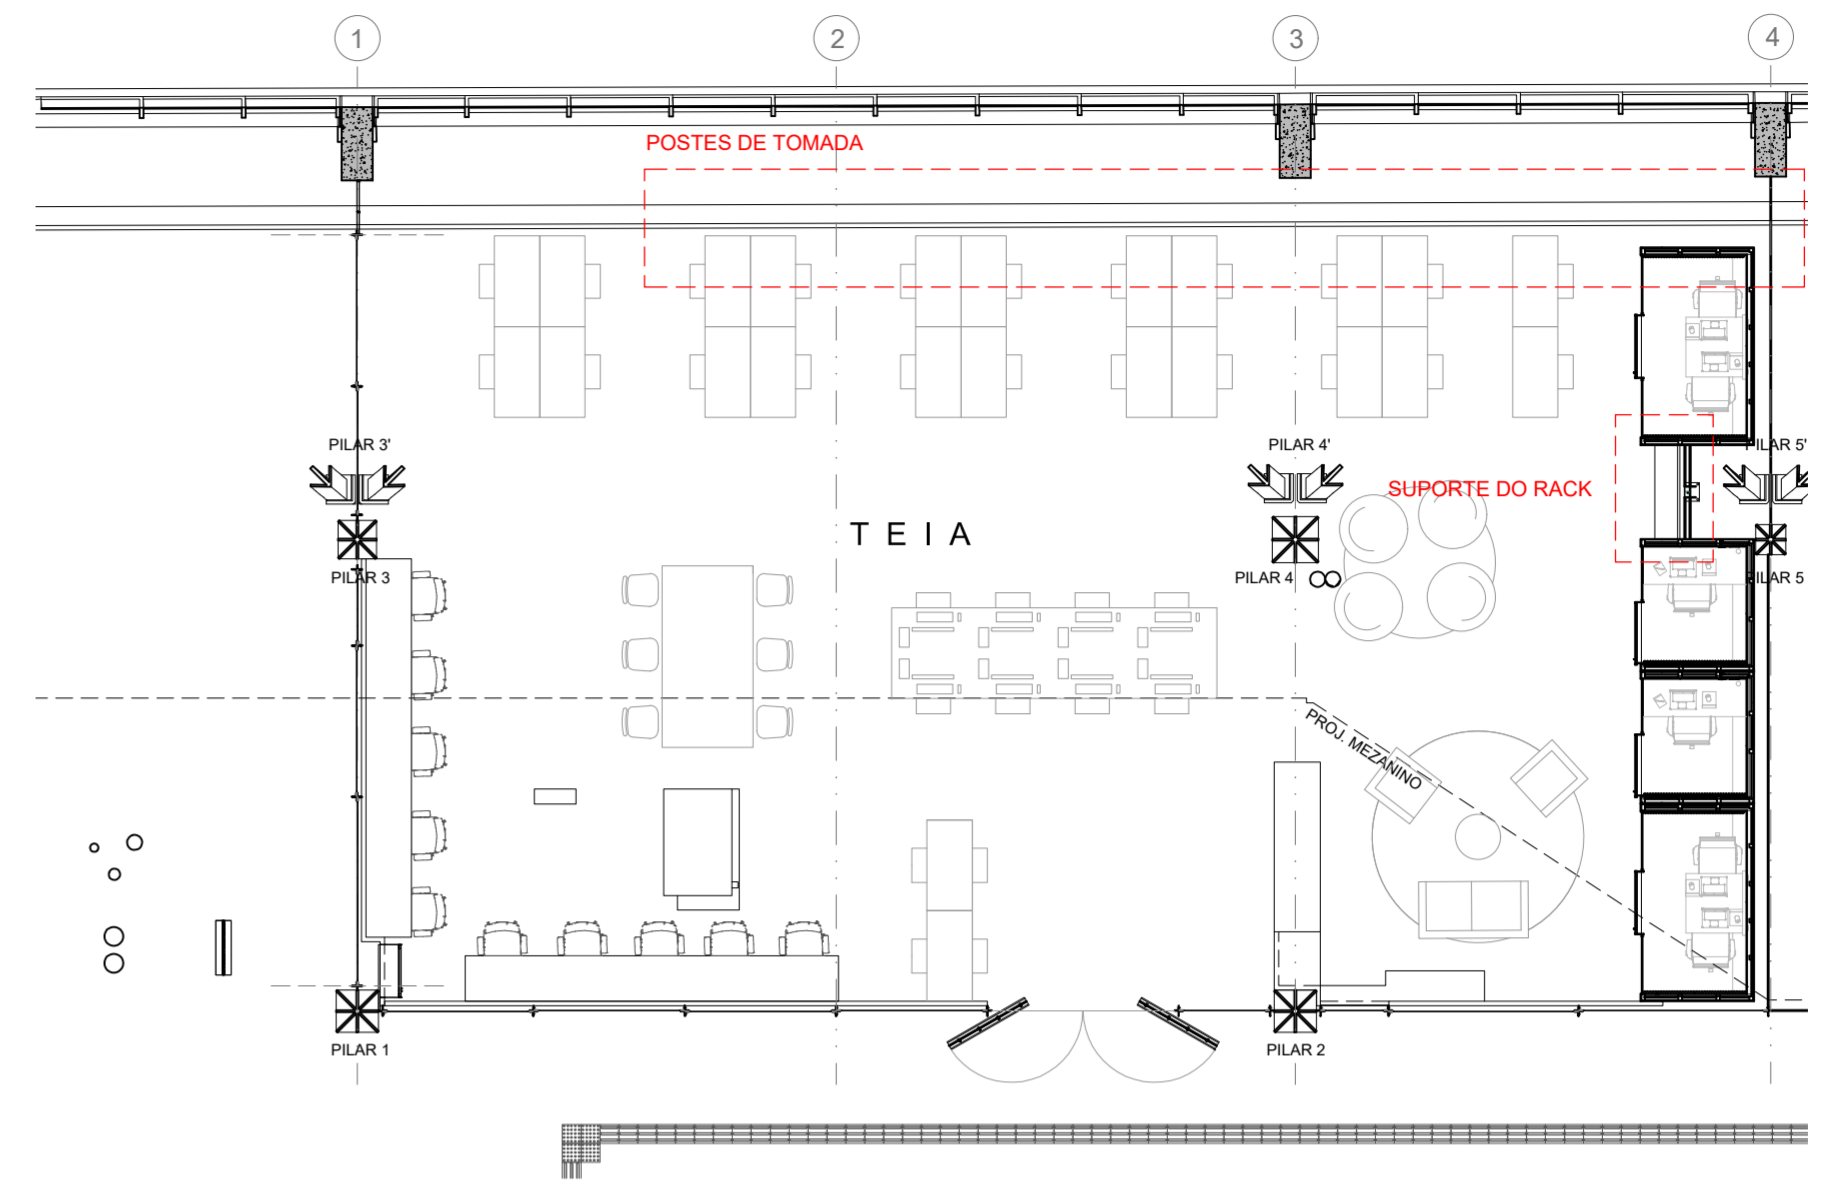 1
2
3
4
POSTES DE TOMADA
PILAR 3'
PILAR 4'
PILAR 5'
SUPORTE DO RACK
TEIA
PILAR 3
PILAR 4
PILAR 5
PROJ. MEZANINO
PILAR 1
PILAR 2